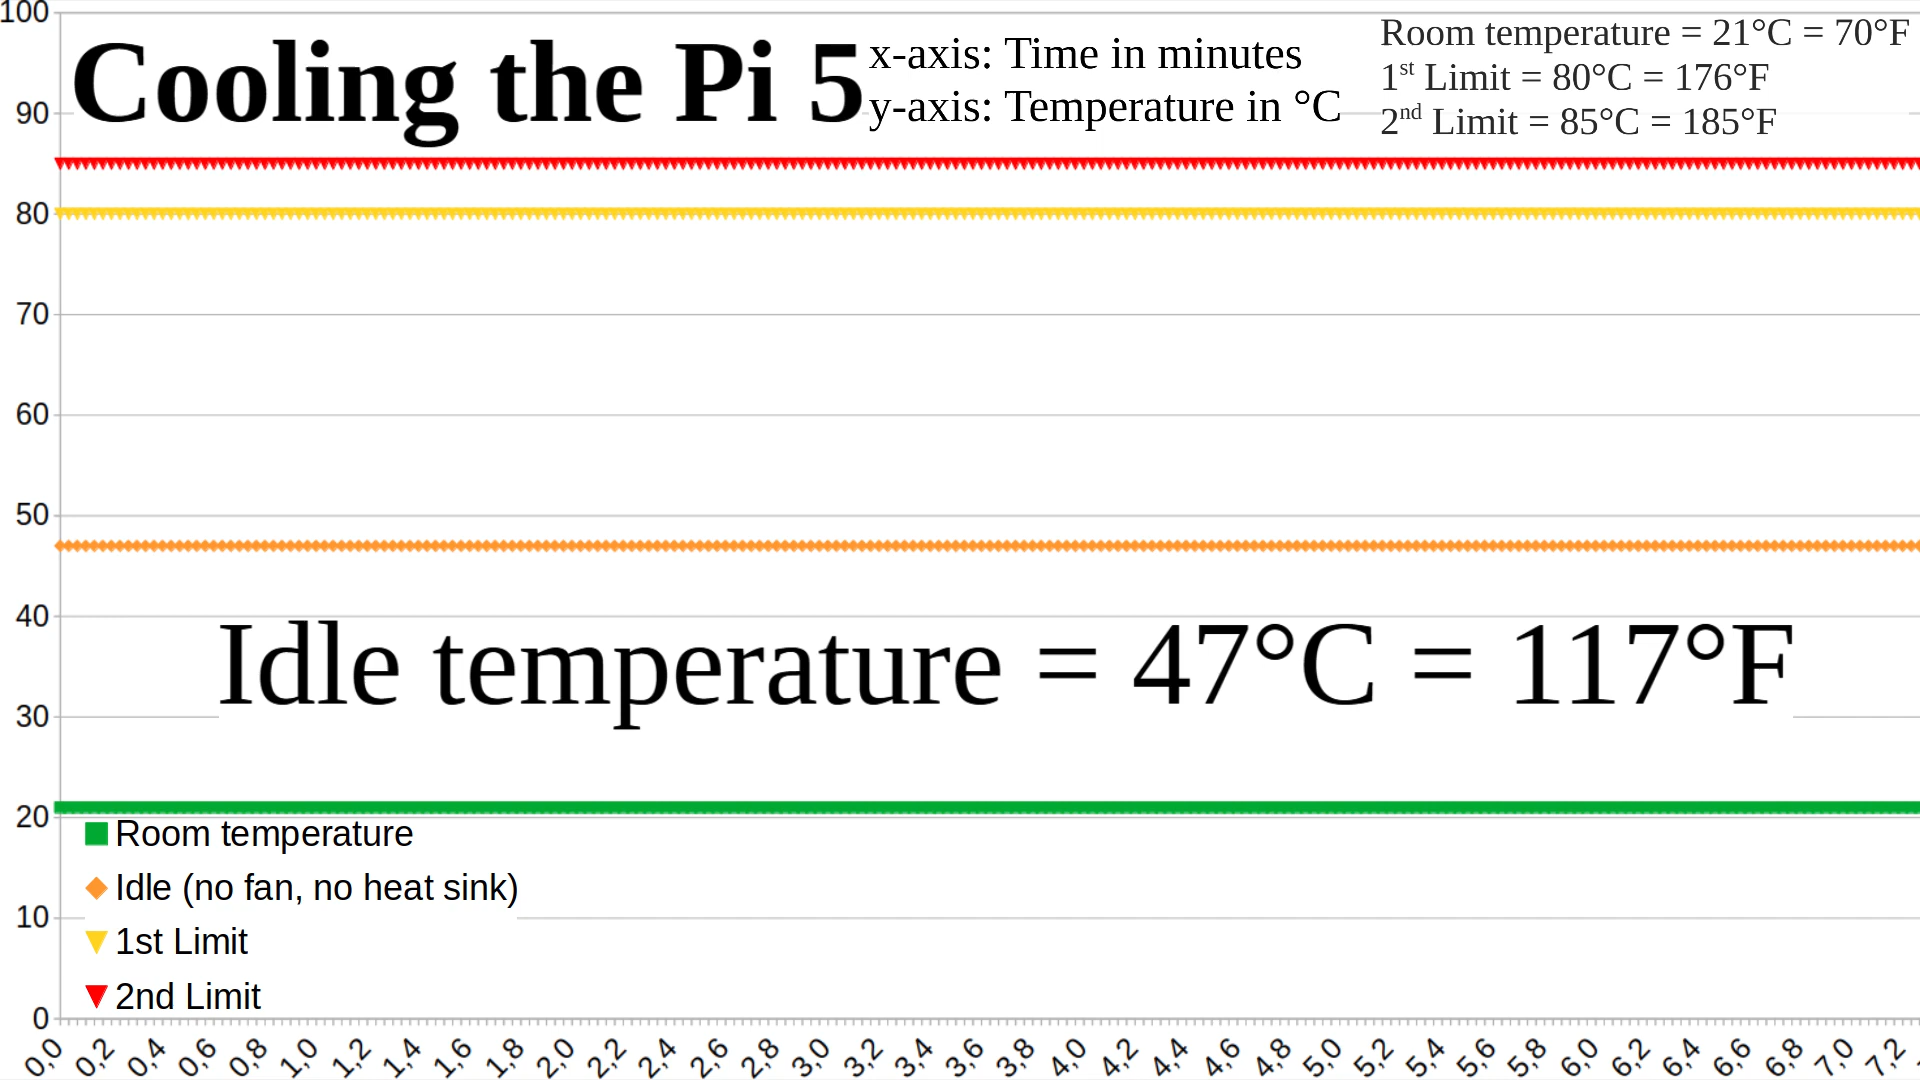 Cooling the Pi 5
x-axis: Time in minutes
y-axis: Temperature in °C
Room temperature = 21°C = 70°F
1st Limit = 80°C = 176°F
2nd Limit = 85°C = 185°F
100
90
80
70
60
50
40
30
20
10
0
Idle temperature = 47°C = 117°F
Room temperature
Idle (no fan, no heat sink)
1st Limit
2nd Limit
0,0 0,2 0,4 0,6 0,8 1,0 1,2 1,4 1,6 1,8 2,0 2,2 2,4 2,6 2,8 3,0 3,2 3,4 3,6 3,8 4,0 4,2 4,4 4,6 4,8 5,0 5,2 5,4 5,6 5,8 6,0 6,2 6,4 6,6 6,8 7,0 7,2